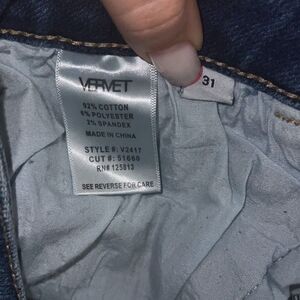 VERVET
31
92% COTTON
6% POLYESTER
2% SPANDEX
MADE IN CHINA
STYLE #: V2417
CUT #: 51660
RN# 125813
SEE REVERSE FOR CARE